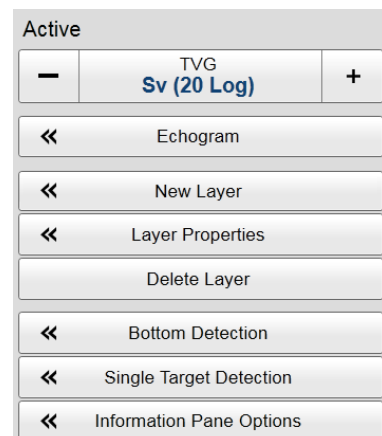 Active
TVG
− Sv (20 Log) +
« Echogram
« New Layer
« Layer Properties
Delete Layer
« Bottom Detection
« Single Target Detection
« Information Pane Options